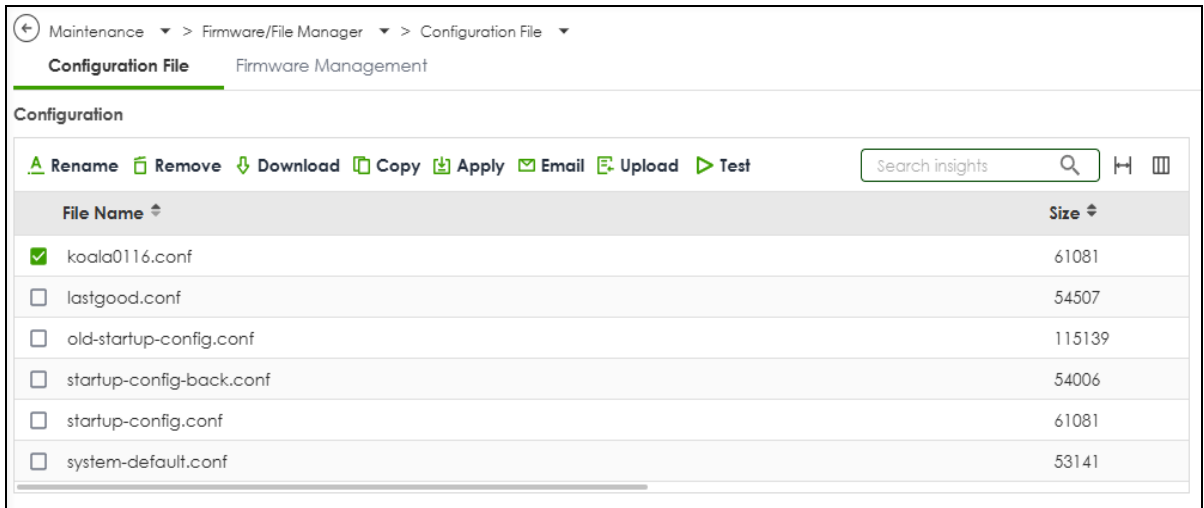 Maintenance > Firmware/File Manager > Configuration File
Configuration File Firmware Management
Configuration
Rename Remove Download Copy Apply Email Upload Test Search insights
File Name Size
koala0116.conf 61081
lastgood.conf 54507
old-startup-config.conf 115139
startup-config-back.conf 54006
startup-config.conf 61081
system-default.conf 53141